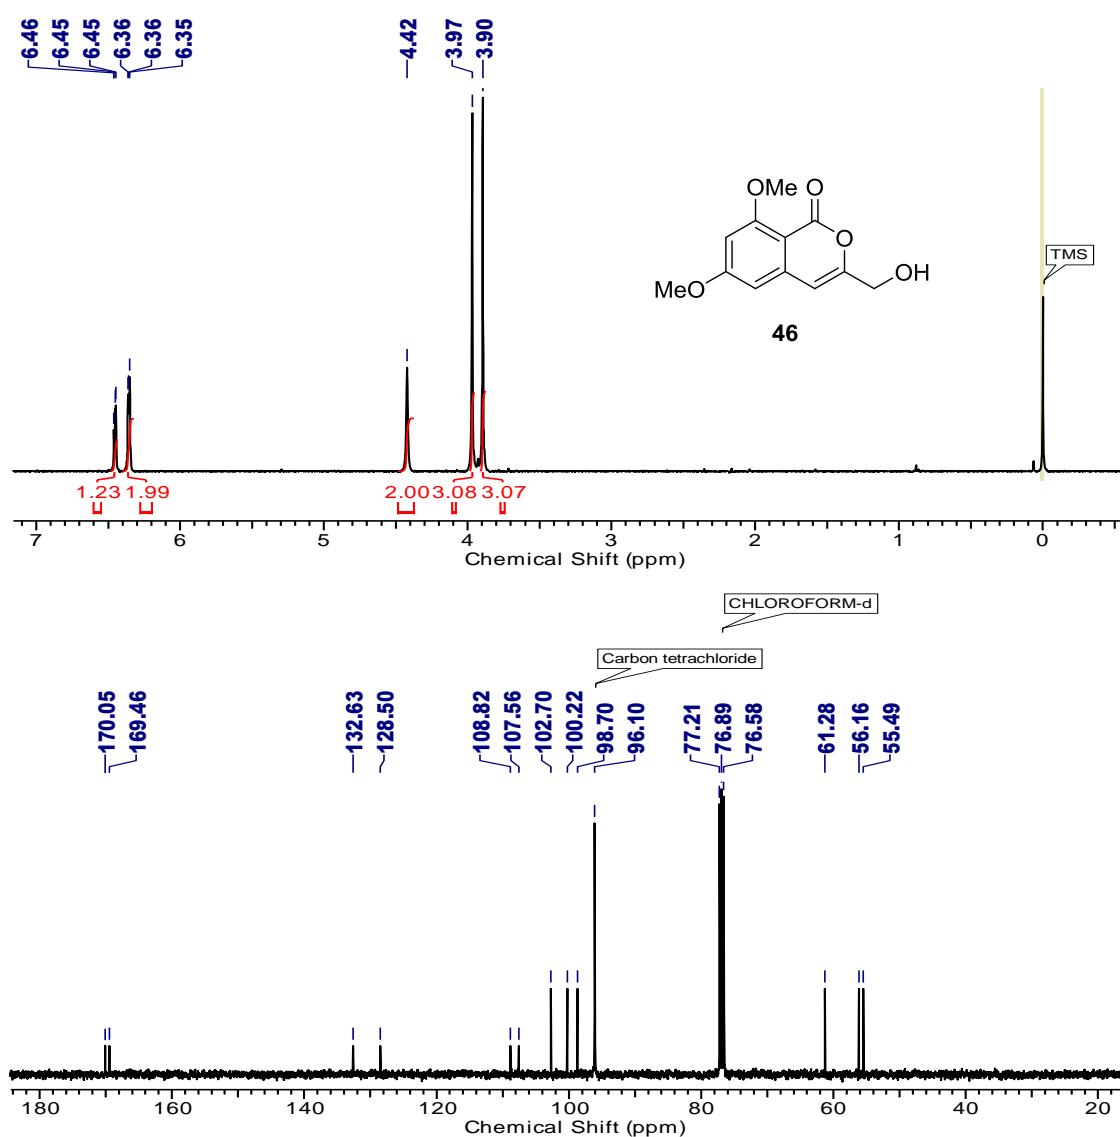 6.46
6.45
6.45
6.36
6.36
6.35
4.42
3.97
3.90
OMe
O
O
OH
MeO
46
TMS
1.23 1.99
2.00 3.08 3.07
7 6 5 4 3 2 1 0
Chemical Shift (ppm)
CHLOROFORM-d
Carbon tetrachloride
170.05
169.46
132.63
128.50
108.82
107.56
102.70
100.22
98.70
96.10
77.21
76.89
76.58
61.28
56.16
55.49
180 160 140 120 100 80 60 40 20
Chemical Shift (ppm)